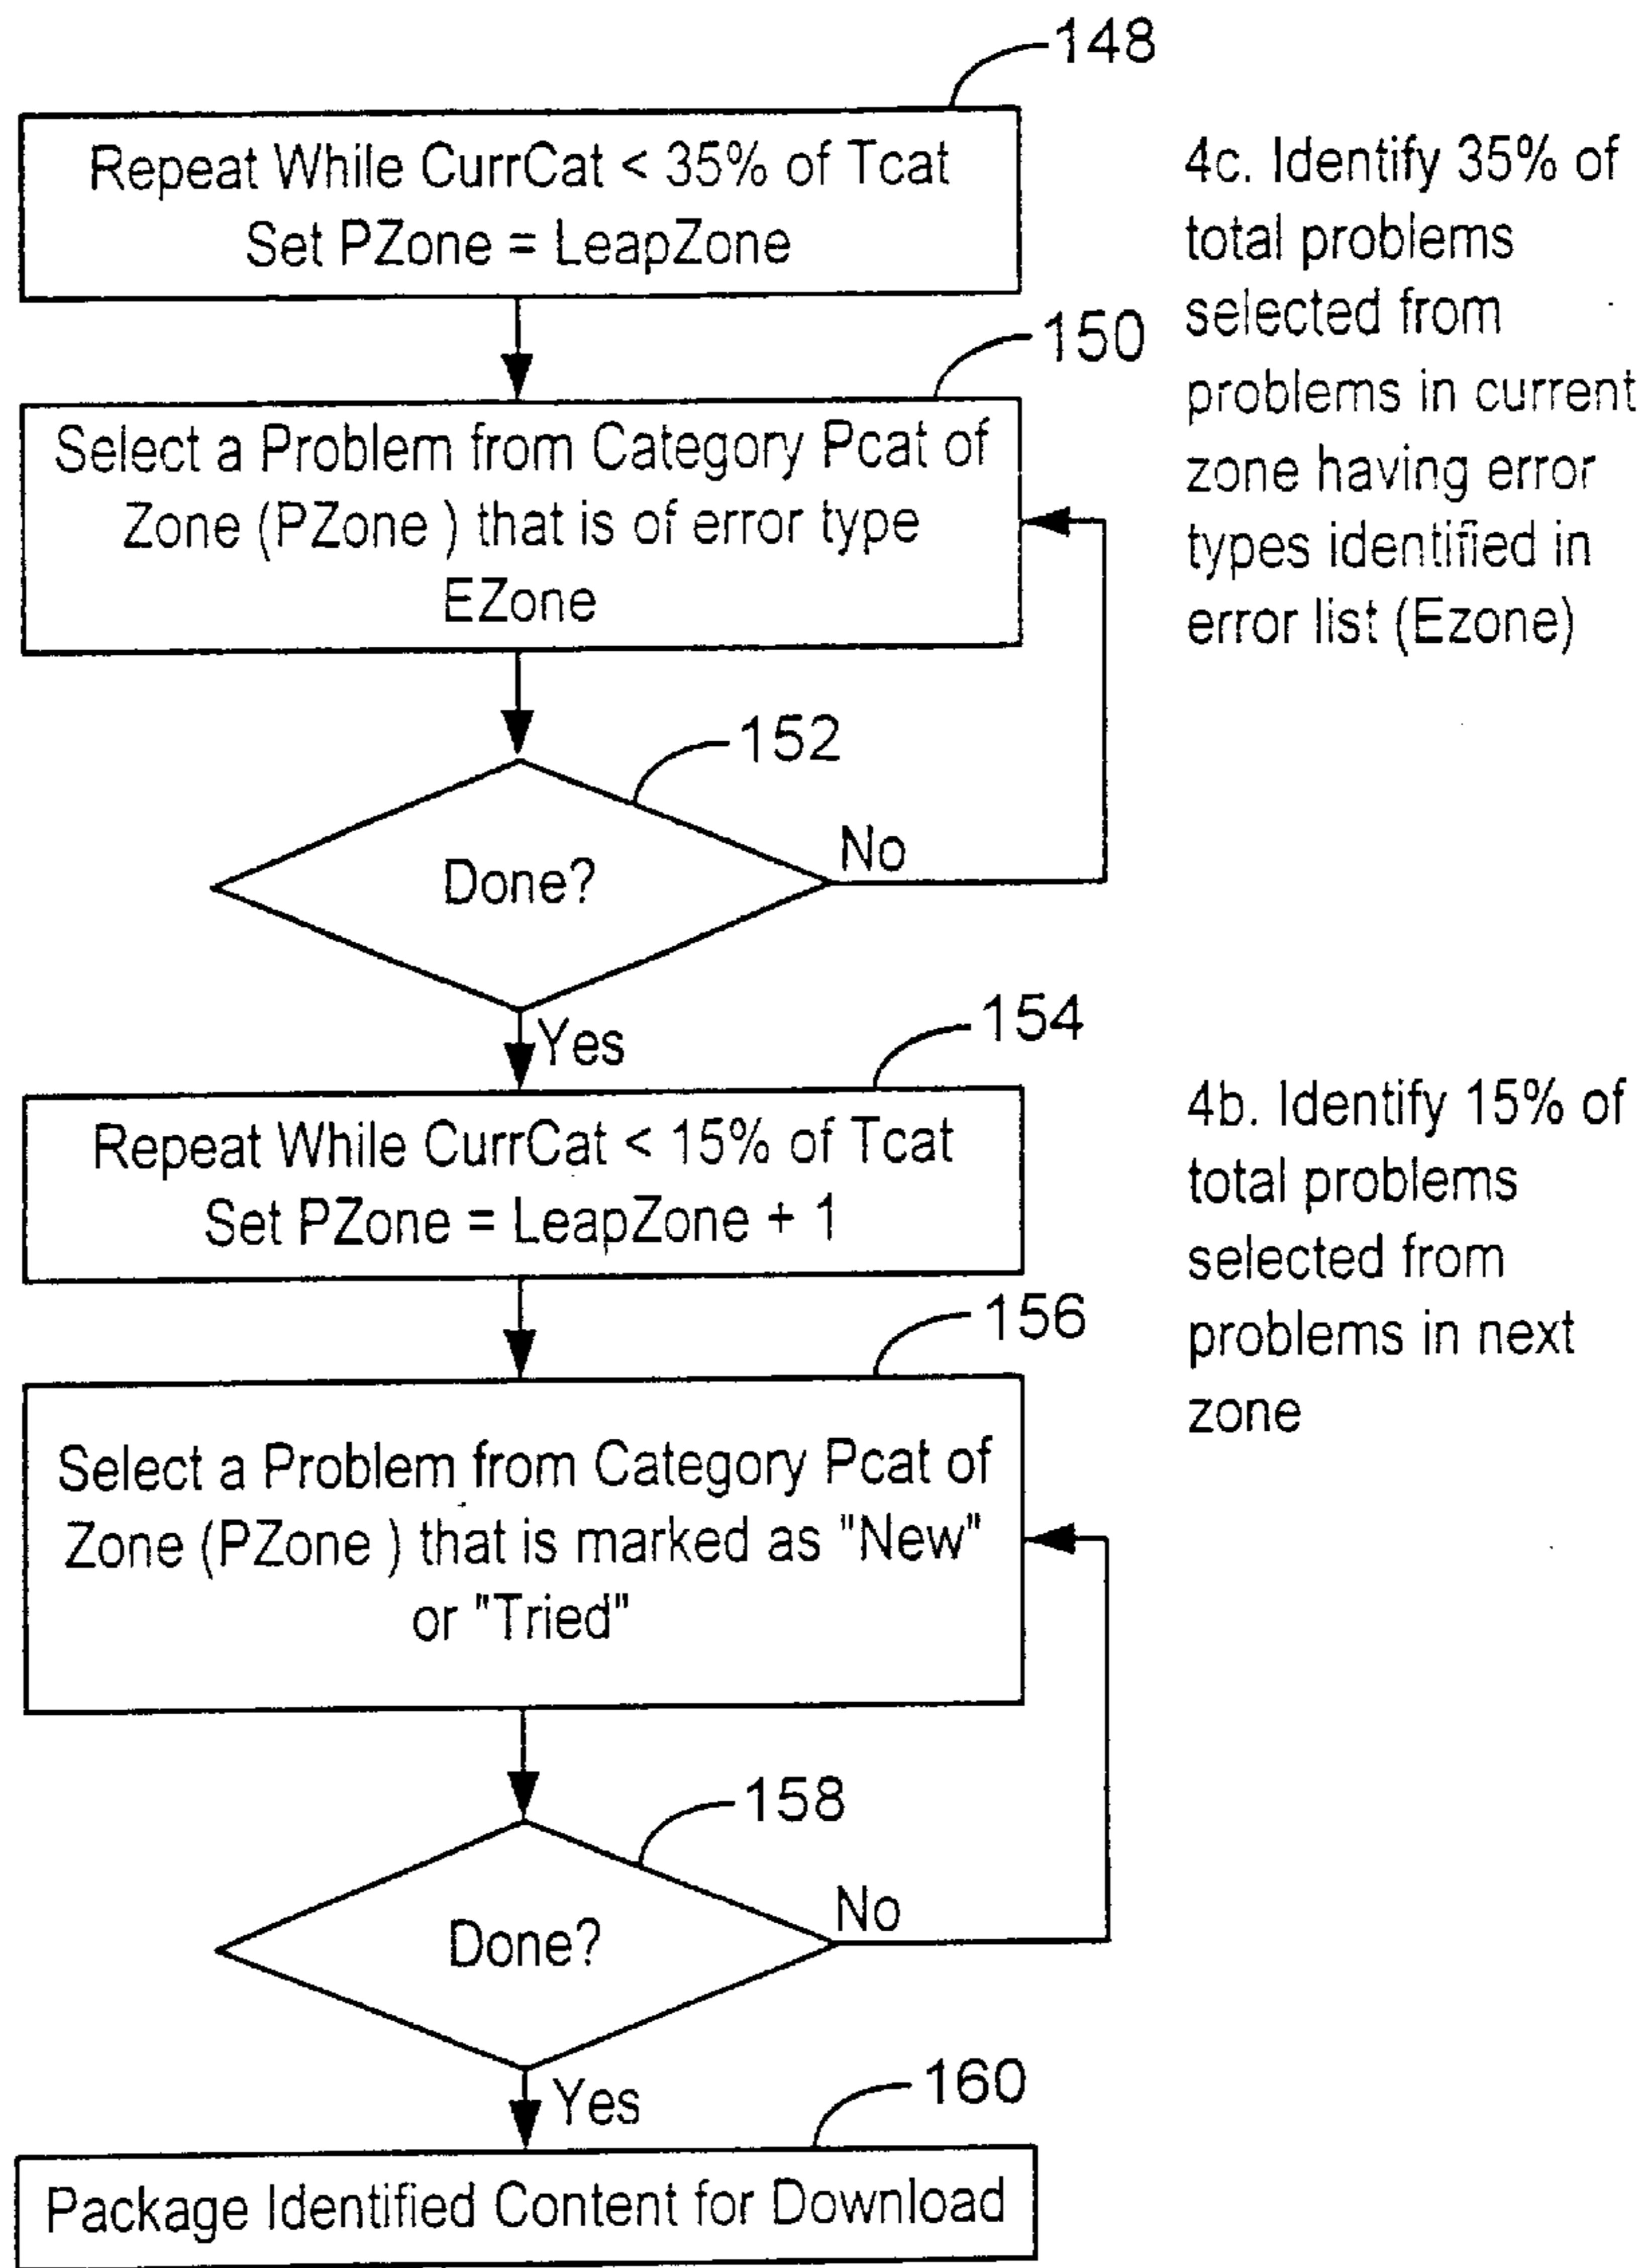 148
Repeat While CurrCat < 35% of Tcat
Set PZone = LeapZone
4c. Identify 35% of
total problems
selected from
problems in current
zone having error
types identified in
error list (Ezone)
150
Select a Problem from Category Pcat of
Zone (PZone ) that is of error type
EZone
152
Done?
No
Yes
154
Repeat While CurrCat < 15% of Tcat
Set PZone = LeapZone + 1
4b. Identify 15% of
total problems
selected from
problems in next
zone
156
Select a Problem from Category Pcat of
Zone (PZone ) that is marked as "New"
or "Tried"
158
Done?
No
Yes
160
Package Identified Content for Download